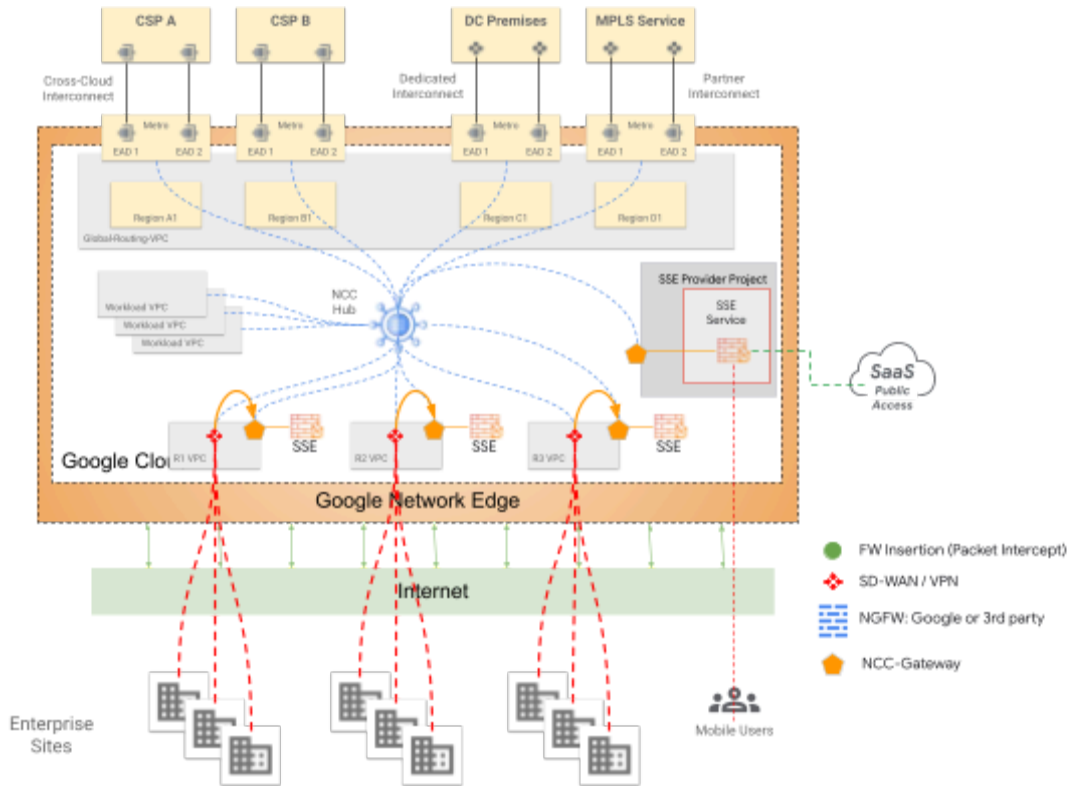 CSP A
CSP B
DC Premises
MPLS Service
Cross-Cloud
Interconnect
Dedicated
Interconnect
Partner
Interconnect
Metro
EAD 1
EAD 2
Metro
EAD 1
EAD 2
Metro
EAD 1
EAD 2
Metro
EAD 1
EAD 2
Region A1
Region B1
Region C1
Region D1
Global-Routing-VPC
Workload VPC
Workload VPC
Workload VPC
NCC
Hub
SSE Provider Project
SSE
Service
SaaS
Public
Access
SSE
SSE
SSE
Google Clo
R1 VPC
R2 VPC
R3 VPC
Google Network Edge
Internet
FW Insertion (Packet Intercept)
SD-WAN / VPN
NGFW: Google or 3rd party
NCC-Gateway
Enterprise
Sites
Mobile Users